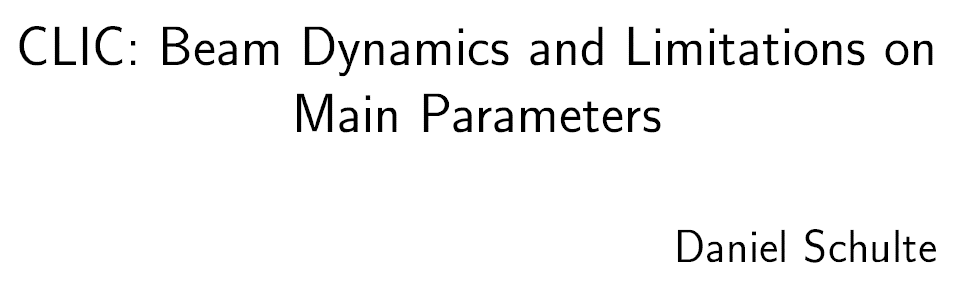 CLIC: Beam Dynamics and Limitations on
Main Parameters
Daniel Schulte